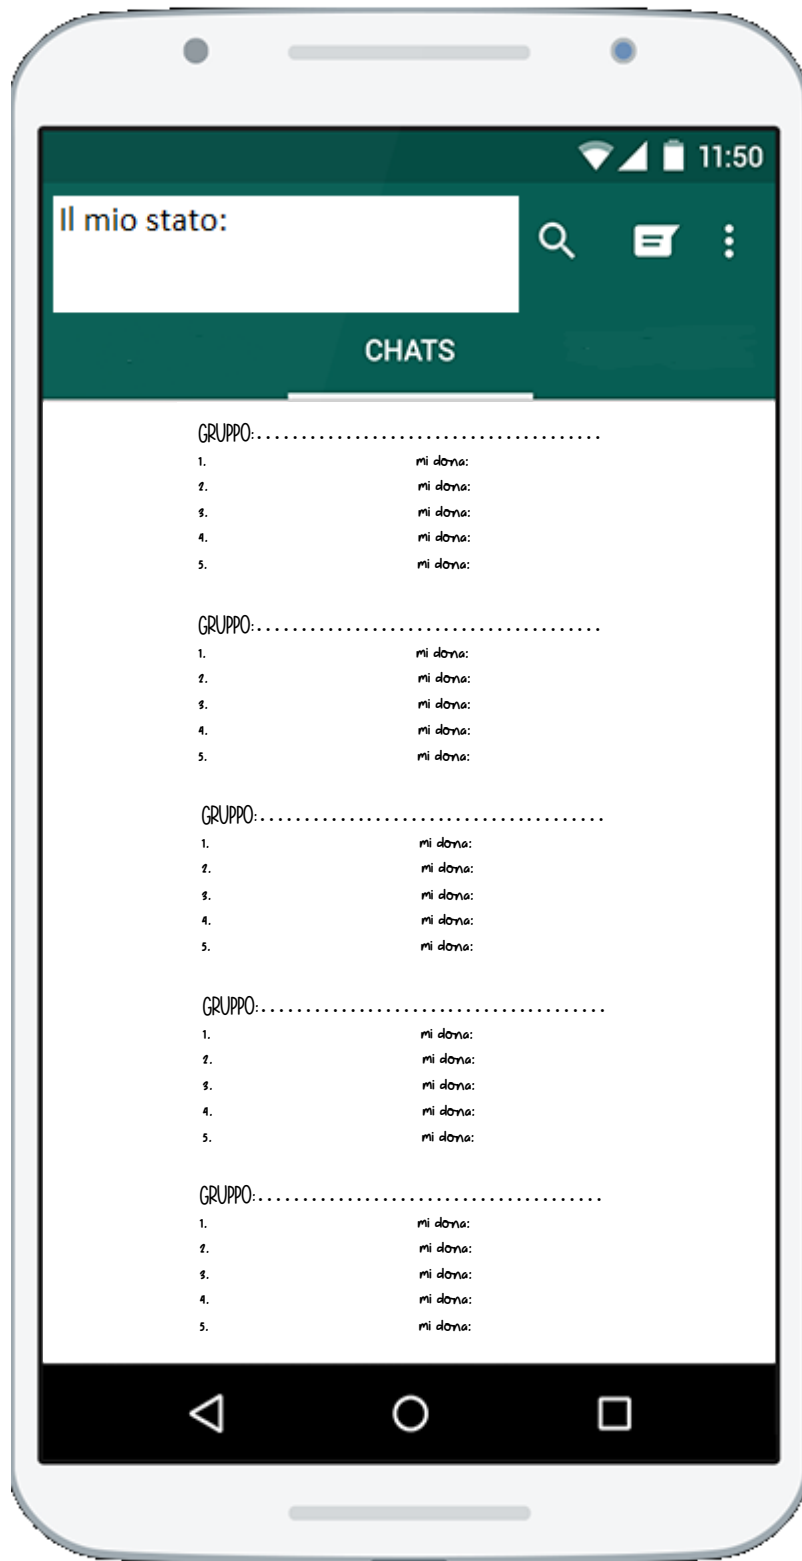 11:50
Il mio stato:
CHATS
GRUPPO:.......................................
1. mi dona:
2. mi dona:
3. mi dona:
4. mi dona:
5. mi dona:
GRUPPO:.......................................
1. mi dona:
2. mi dona:
3. mi dona:
4. mi dona:
5. mi dona:
GRUPPO:.......................................
1. mi dona:
2. mi dona:
3. mi dona:
4. mi dona:
5. mi dona:
GRUPPO:.......................................
1. mi dona:
2. mi dona:
3. mi dona:
4. mi dona:
5. mi dona:
GRUPPO:.......................................
1. mi dona:
2. mi dona:
3. mi dona:
4. mi dona:
5. mi dona: